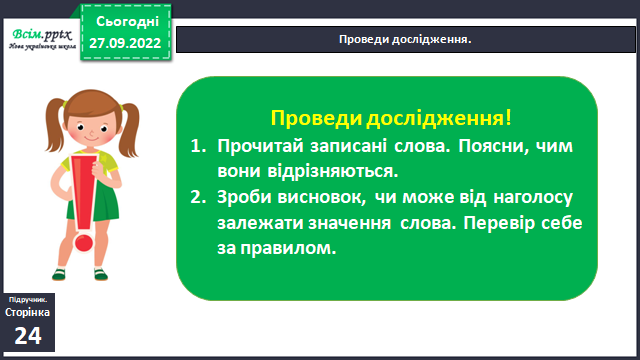 Всім.pptx
Нова українська школа
Сьогодні
27.09.2022
Проведи дослідження.
Проведи дослідження!
1. Прочитай записані слова. Поясни, чим
вони відрізняються.
2. Зроби висновок, чи може від наголосу
залежати значення слова. Перевір себе
за правилом.
Підручник.
Сторінка
24